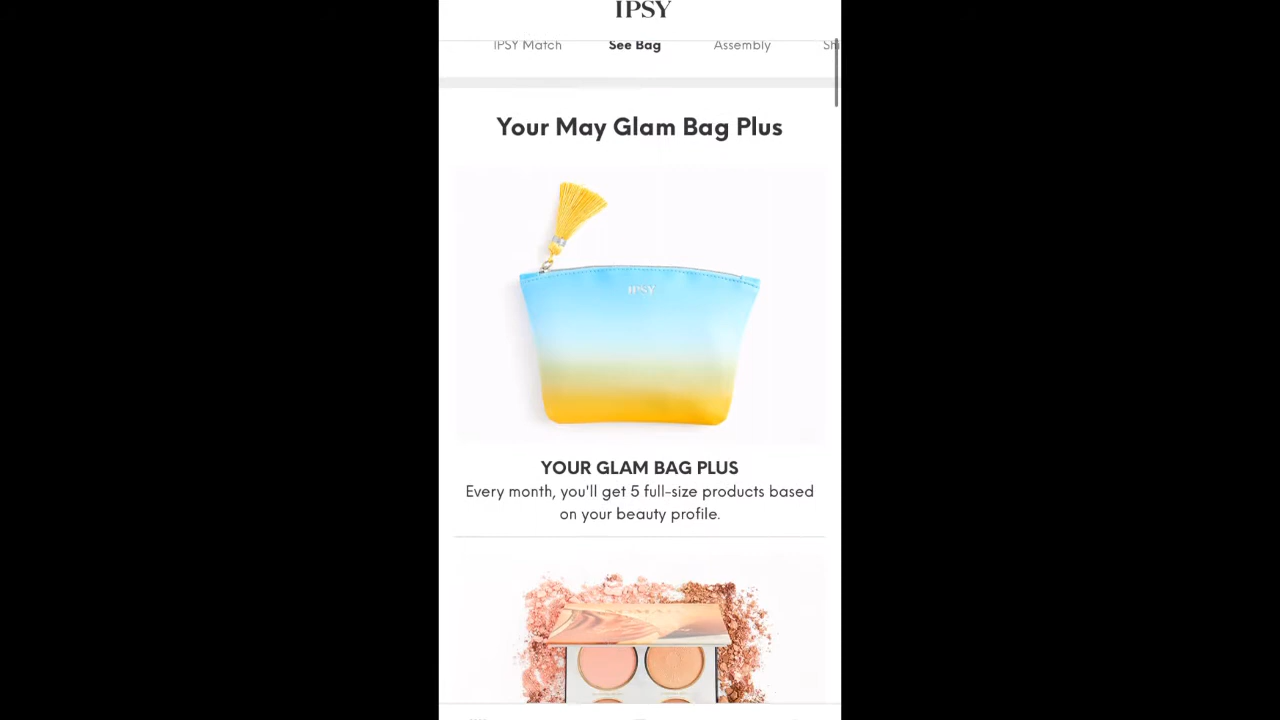 IPSY
IPSY Match See Bag Assembly
Your May Glam Bag Plus
IPSY
YOUR GLAM BAG PLUS
Every month, you'll get 5 full-size products based
on your beauty profile.